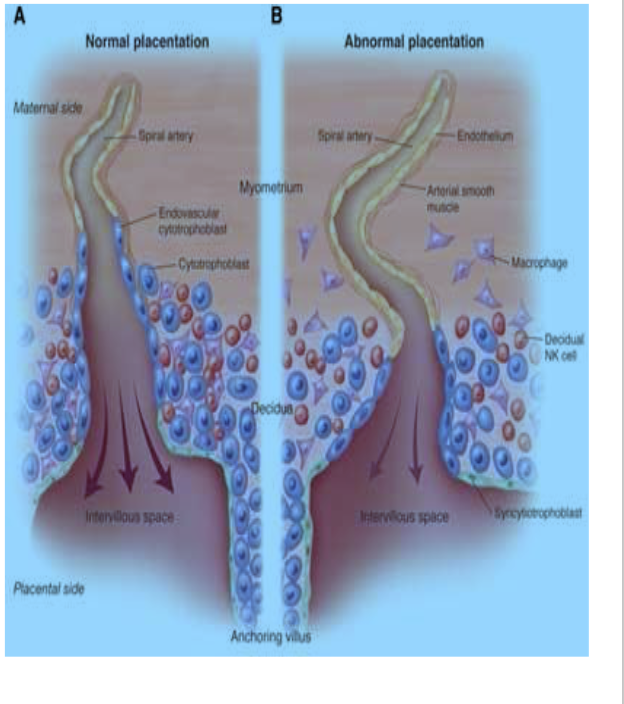 A
B
Normal placentation
Abnormal placentation
Maternal side
Spiral artery
Spiral artery
Endothelium
Myometrium
Arterial smooth
muscle
Endovascular
cytotrophoblast
Cytotrophoblast
Macrophage
Decidual
NK cell
Decidua
Intervillous space
Intervillous space
Syncytiotrophoblast
Placental side
Anchoring villus